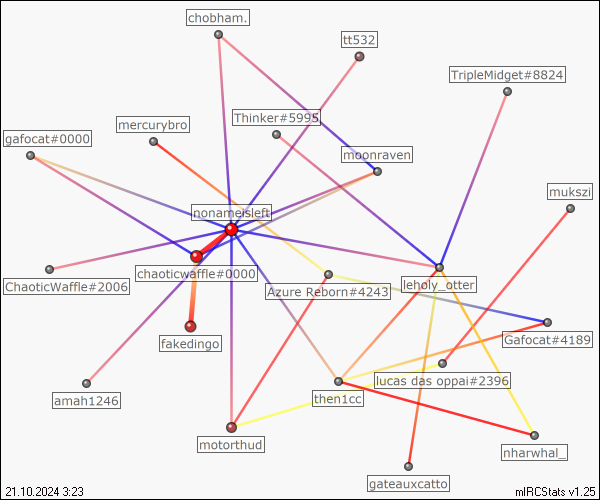 chobham.
tt532
TripleMidget#8824
Thinker#5995
mercurybro
gafocat#0000
moonraven
mukszi
nonameisleft
chaoticwaffle#0000
ChaoticWaffle#2006
Azure Reborn#4243
leholy_otter
Gafocat#4189
fakedingo
lucas das oppai#2396
amah1246
then1cc
motorthud
nharwhal_
gateauxcatto
21.10.2024 3:23
mIRCStats v1.25